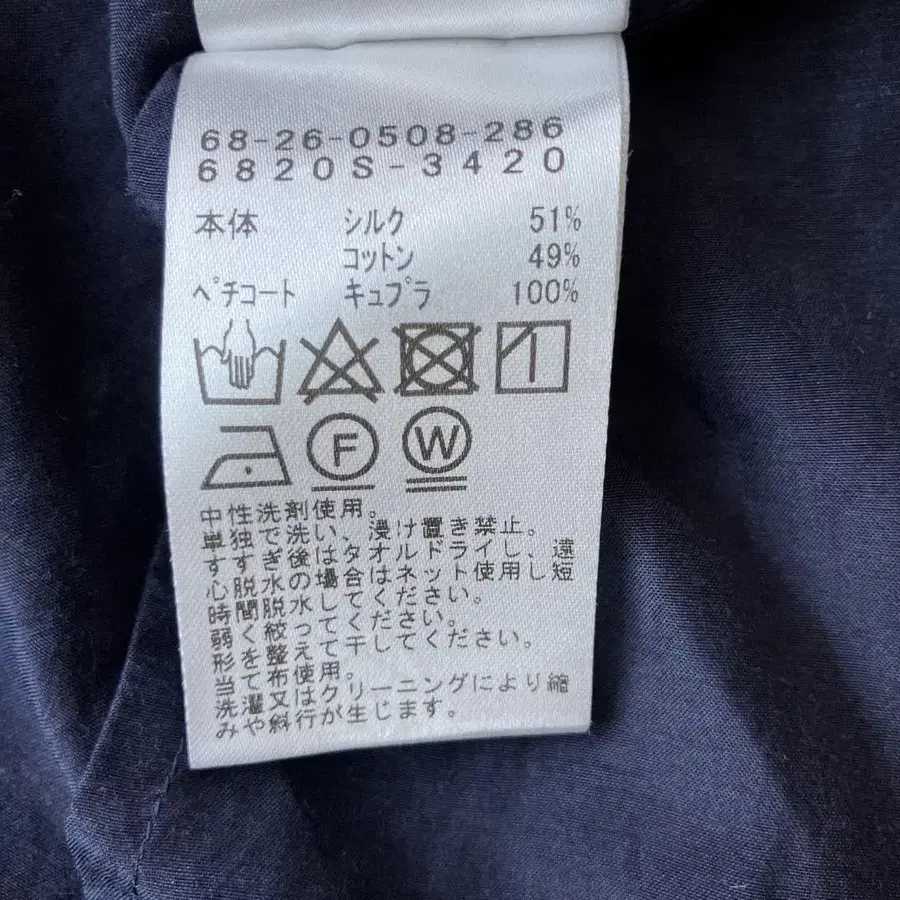 68-26-0508-286
6820S-3420
本体 シルク 51%
コットン 49%
ペチコート キュプラ 100%
F W
中性洗剤使用。
単独で洗い、浸け置き禁止。
すすぎ後はタオルドライし、遠
心脱水の場合はネット使用し短
時間脱水してください。
弱く絞ってください。
形を整えて干してください。
当て布使用。
洗濯又はクリーニングにより縮
みや斜行が生じます。